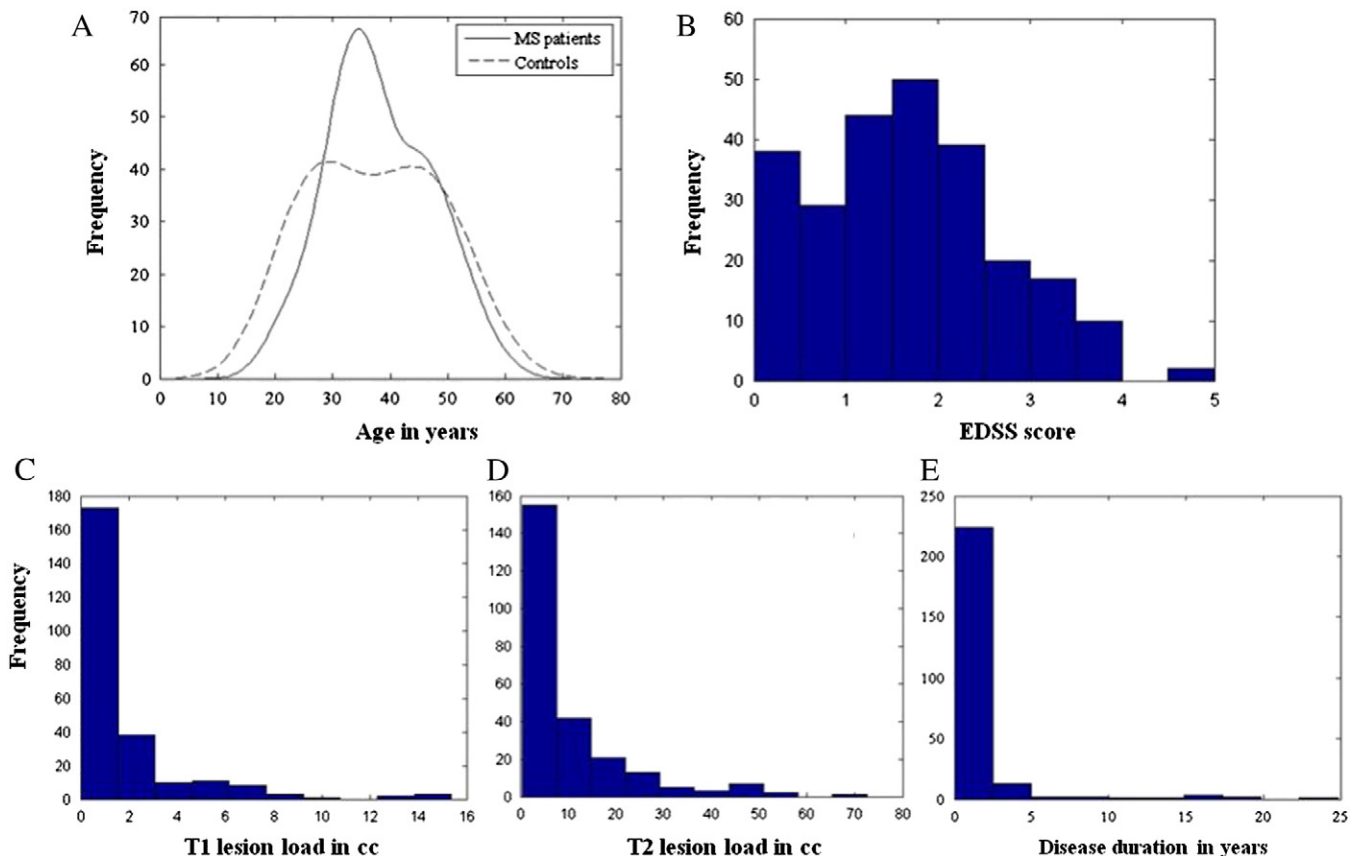 A
Frequency
70
60
50
40
30
20
10
0
MS patients
Controls
0 10 20 30 40 50 60 70 80
Age in years
B
Frequency
60
50
40
30
20
10
0
0 1 2 3 4 5
EDSS score
C
Frequency
180
160
140
120
100
80
60
40
20
0
0 2 4 6 8 10 12 14 16
T1 lesion load in cc
D
160
140
120
100
80
60
40
20
0
0 10 20 30 40 50 60 70 80
T2 lesion load in cc
E
250
200
150
100
50
0
0 5 10 15 20 25
Disease duration in years